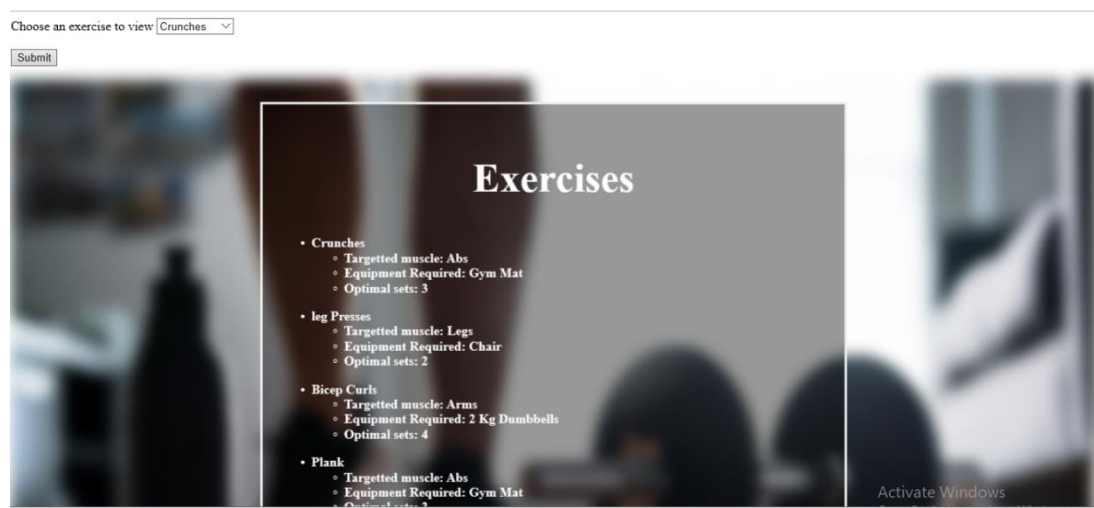 Choose an exercise to view Crunches
Submit
Exercises
• Crunches
◦ Targetted muscle: Abs
◦ Equipment Required: Gym Mat
◦ Optimal sets: 3
• leg Presses
◦ Targetted muscle: Legs
◦ Equipment Required: Chair
◦ Optimal sets: 2
• Bicep Curls
◦ Targetted muscle: Arms
◦ Equipment Required: 2 Kg Dumbbells
◦ Optimal sets: 4
• Plank
◦ Targetted muscle: Abs
◦ Equipment Required: Gym Mat
Activate Windows